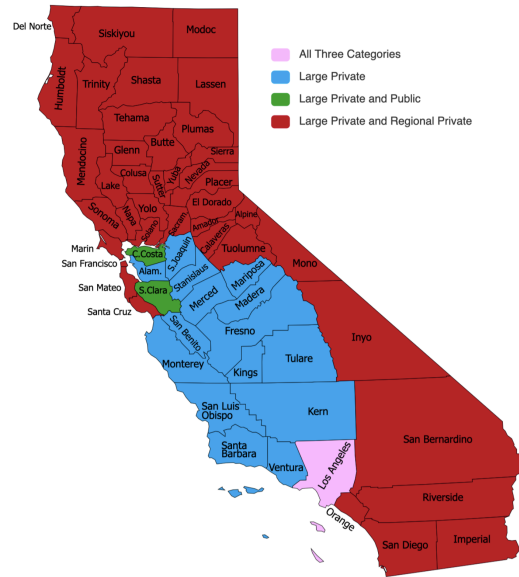 Del Norte
Siskiyou
Modoc
All Three Categories
Large Private
Large Private and Public
Large Private and Regional Private
Humboldt
Trinity
Shasta
Lassen
Tehama
Plumas
Mendocino
Glenn
Butte
Sierra
Colusa
Sutter
Yuba
Nevada
Lake
Placer
Sonoma
Napa
Yolo
El Dorado
Solano
Sacram.
Amador
Alpine
Calaveras
Tuolumne
Marin
C.Costa
S.Joaquin
Mono
San Francisco
Alam.
Stanislaus
Mariposa
San Mateo
S.Clara
Merced
Madera
Santa Cruz
San Benito
Fresno
Inyo
Monterey
Kings
Tulare
San Luis
Obispo
Kern
San Bernardino
Santa
Barbara
Ventura
Los Angeles
Orange
Riverside
San Diego
Imperial